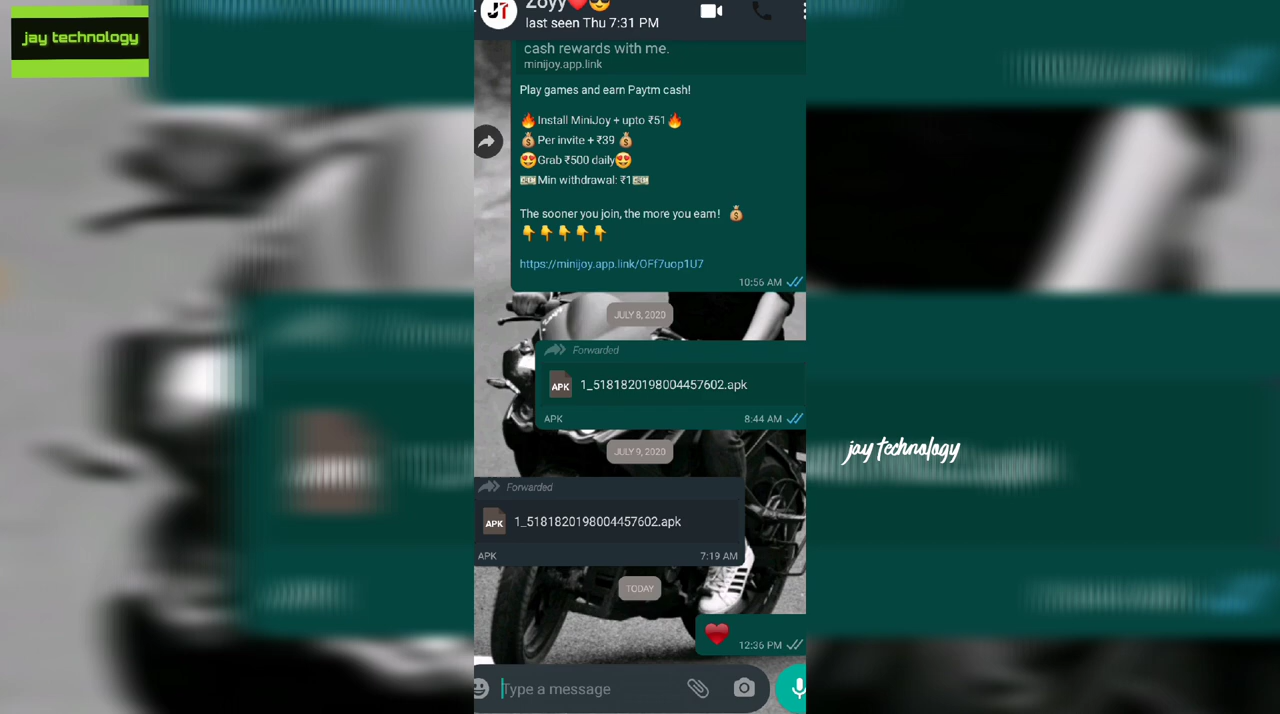 jay technology
Zoyy❤️😎
last seen Thu 7:31 PM
cash rewards with me.
minijoy.app.link
Play games and earn Paytm cash!
🔥Install MiniJoy + upto ₹51🔥
💰Per invite + ₹39 💰
😍Grab ₹500 daily😍
💵Min withdrawal: ₹1💵
The sooner you join, the more you earn! 💰
👇👇👇👇👇
https://minijoy.app.link/OFf7uop1U7
10:56 AM
JULY 8, 2020
Forwarded
APK 1_5181820198004457602.apk
APK 8:44 AM
JULY 9, 2020
Forwarded
APK 1_5181820198004457602.apk
APK 7:19 AM
TODAY
❤️ 12:36 PM
Type a message
jay technology